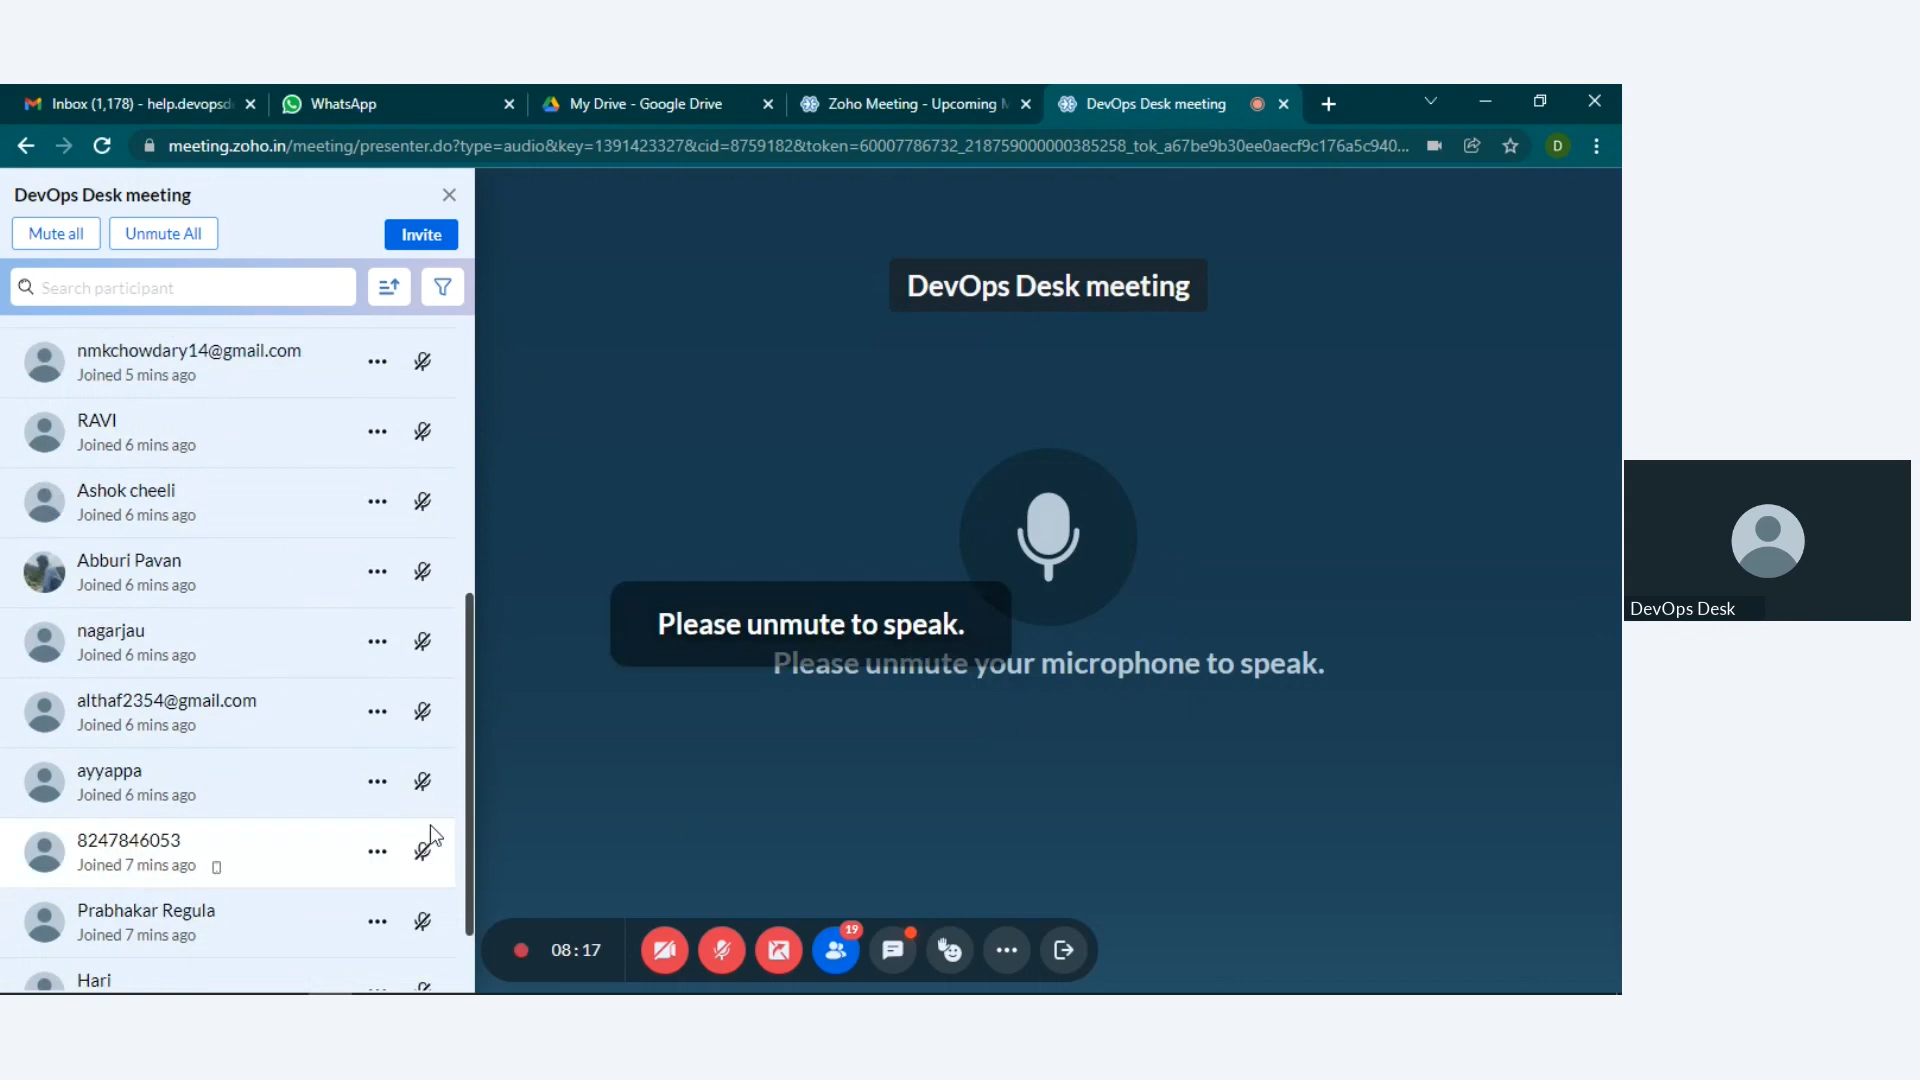 Inbox (1,178) - help.devopsd
WhatsApp
My Drive - Google Drive
Zoho Meeting - Upcoming M
DevOps Desk meeting
meeting.zoho.in/meeting/presenter.do?type=audio&key=1391423327&cid=8759182&token=60007786732_218759000000385258_tok_a67be9b30ee0aecf9c176a5c940...
D
DevOps Desk meeting
Mute all
Unmute All
Invite
Search participant
nmkchowdary14@gmail.com
Joined 5 mins ago
RAVI
Joined 6 mins ago
Ashok cheeli
Joined 6 mins ago
Abburi Pavan
Joined 6 mins ago
nagarjau
Joined 6 mins ago
althaf2354@gmail.com
Joined 6 mins ago
ayyappa
Joined 6 mins ago
8247846053
Joined 7 mins ago
Prabhakar Regula
Joined 7 mins ago
Hari
DevOps Desk meeting
Please unmute to speak.
Please unmute your microphone to speak.
08:17
19
DevOps Desk